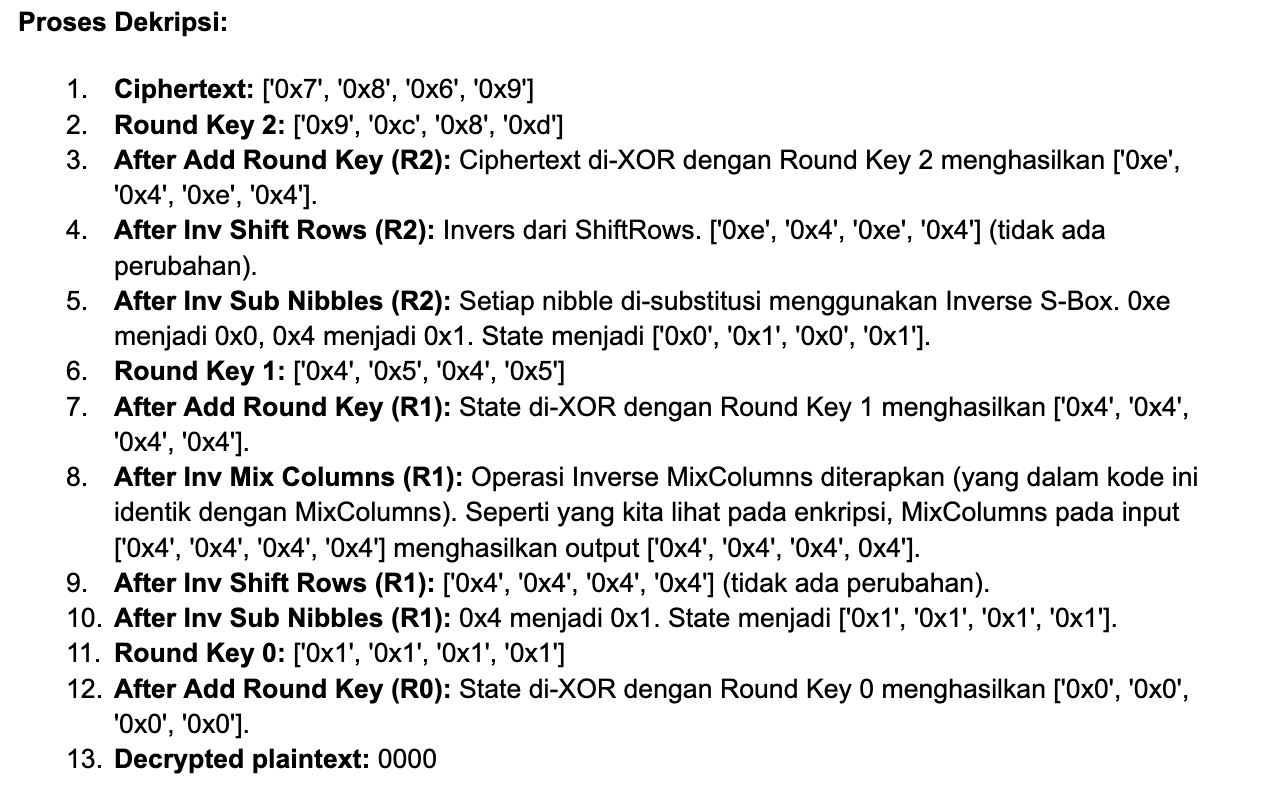 Proses Dekripsi:
1. Ciphertext: ['0x7', '0x8', '0x6', '0x9']
2. Round Key 2: ['0x9', '0xc', '0x8', '0xd']
3. After Add Round Key (R2): Ciphertext di-XOR dengan Round Key 2 menghasilkan ['0xe',
'0x4', '0xe', '0x4'].
4. After Inv Shift Rows (R2): Invers dari ShiftRows. ['0xe', '0x4', '0xe', '0x4'] (tidak ada
perubahan).
5. After Inv Sub Nibbles (R2): Setiap nibble di-substitusi menggunakan Inverse S-Box. 0xe
menjadi 0x0, 0x4 menjadi 0x1. State menjadi ['0x0', '0x1', '0x0', '0x1'].
6. Round Key 1: ['0x4', '0x5', '0x4', '0x5']
7. After Add Round Key (R1): State di-XOR dengan Round Key 1 menghasilkan ['0x4', '0x4',
'0x4', '0x4'].
8. After Inv Mix Columns (R1): Operasi Inverse MixColumns diterapkan (yang dalam kode ini
identik dengan MixColumns). Seperti yang kita lihat pada enkripsi, MixColumns pada input
['0x4', '0x4', '0x4', '0x4'] menghasilkan output ['0x4', '0x4', '0x4', 0x4'].
9. After Inv Shift Rows (R1): ['0x4', '0x4', '0x4', '0x4'] (tidak ada perubahan).
10. After Inv Sub Nibbles (R1): 0x4 menjadi 0x1. State menjadi ['0x1', '0x1', '0x1', '0x1'].
11. Round Key 0: ['0x1', '0x1', '0x1', '0x1']
12. After Add Round Key (R0): State di-XOR dengan Round Key 0 menghasilkan ['0x0', '0x0',
'0x0', '0x0'].
13. Decrypted plaintext: 0000